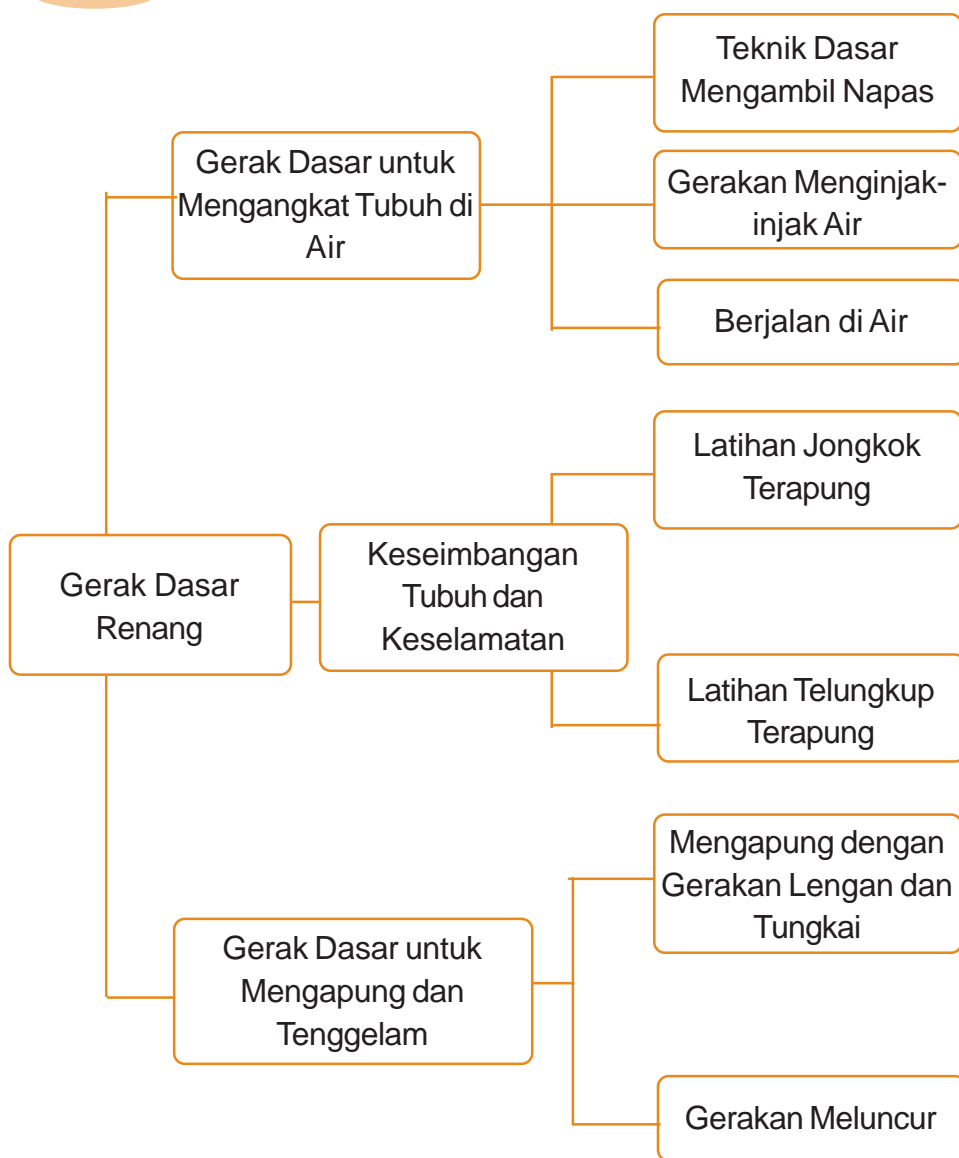 Teknik Dasar
Mengambil Napas
Gerak Dasar untuk
Mengangkat Tubuh di
Air
Gerakan Menginjak-
injak Air
Berjalan di Air
Latihan Jongkok
Terapung
Gerak Dasar
Renang
Keseimbangan
Tubuh dan
Keselamatan
Latihan Telungkup
Terapung
Mengapung dengan
Gerakan Lengan dan
Tungkai
Gerak Dasar untuk
Mengapung dan
Tenggelam
Gerakan Meluncur